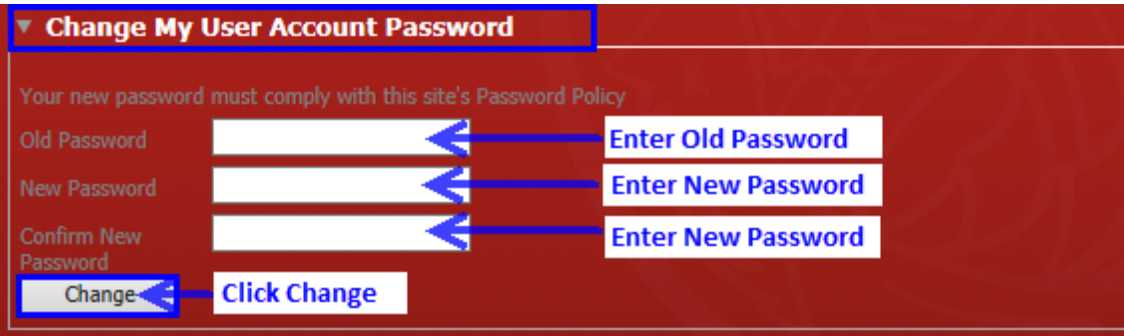 Change My User Account Password
Your new password must comply with this site's Password Policy
Old Password
Enter Old Password
New Password
Enter New Password
Confirm New
Password
Enter New Password
Change
Click Change